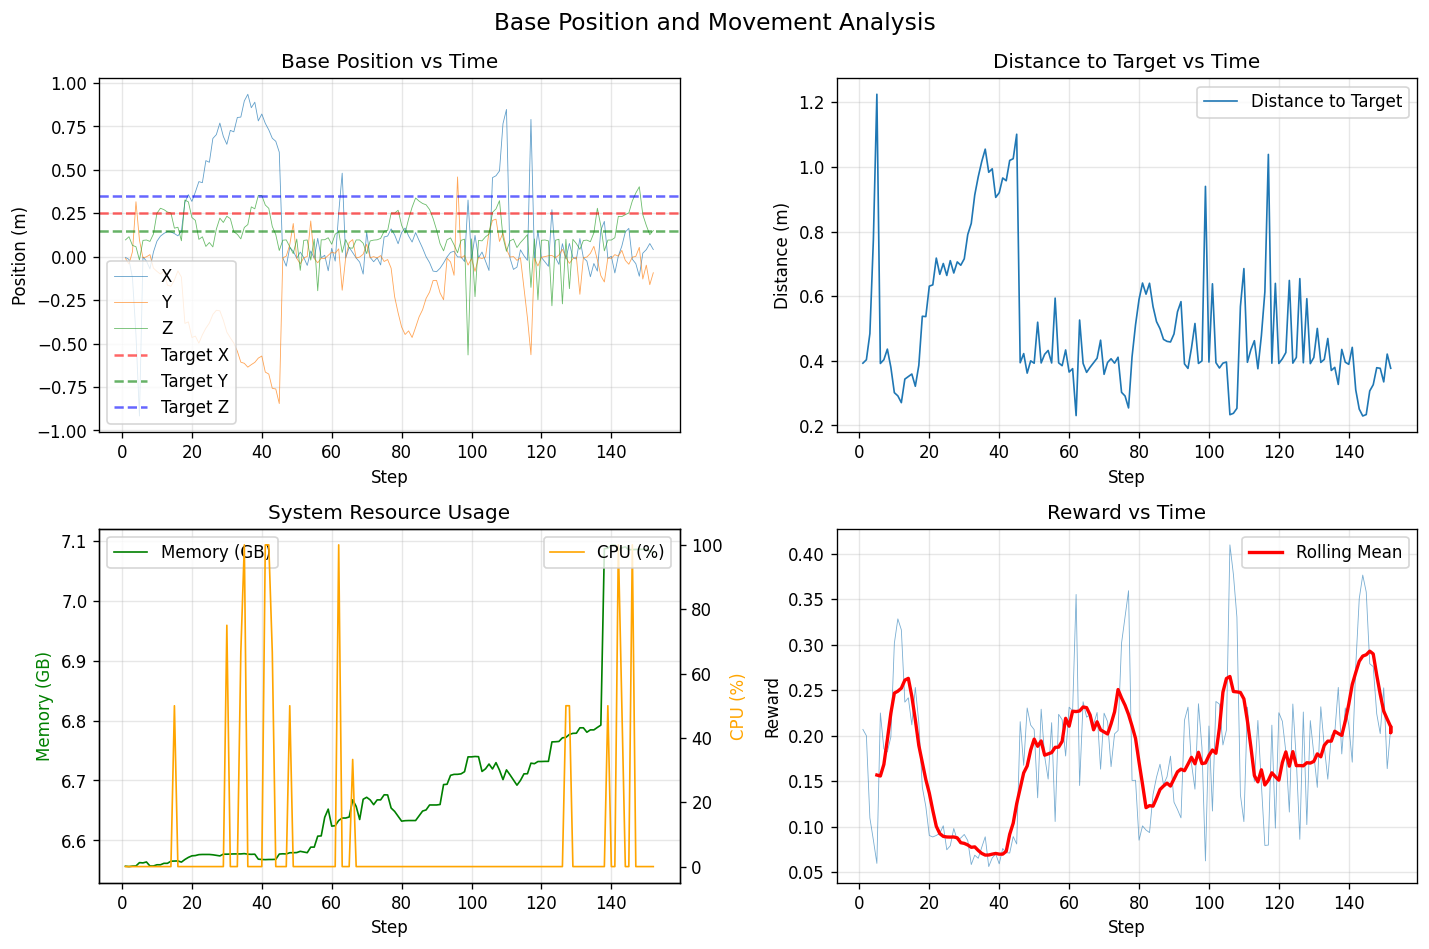 Base Position and Movement Analysis
Base Position vs Time
Position (m)
1.00
0.75
0.50
0.25
0.00
−0.25
−0.50
−0.75
−1.00
X
Y
Z
Target X
Target Y
Target Z
0 20 40 60 80 100 120 140
Step
Distance to Target vs Time
Distance (m)
1.2
1.0
0.8
0.6
0.4
0.2
Distance to Target
0 20 40 60 80 100 120 140
Step
System Resource Usage
Memory (GB)
7.1
7.0
6.9
6.8
6.7
6.6
Memory (GB)
CPU (%)
100
80
60
40
20
0
CPU (%)
0 20 40 60 80 100 120 140
Step
Reward vs Time
Reward
0.40
0.35
0.30
0.25
0.20
0.15
0.10
0.05
Rolling Mean
0 20 40 60 80 100 120 140
Step